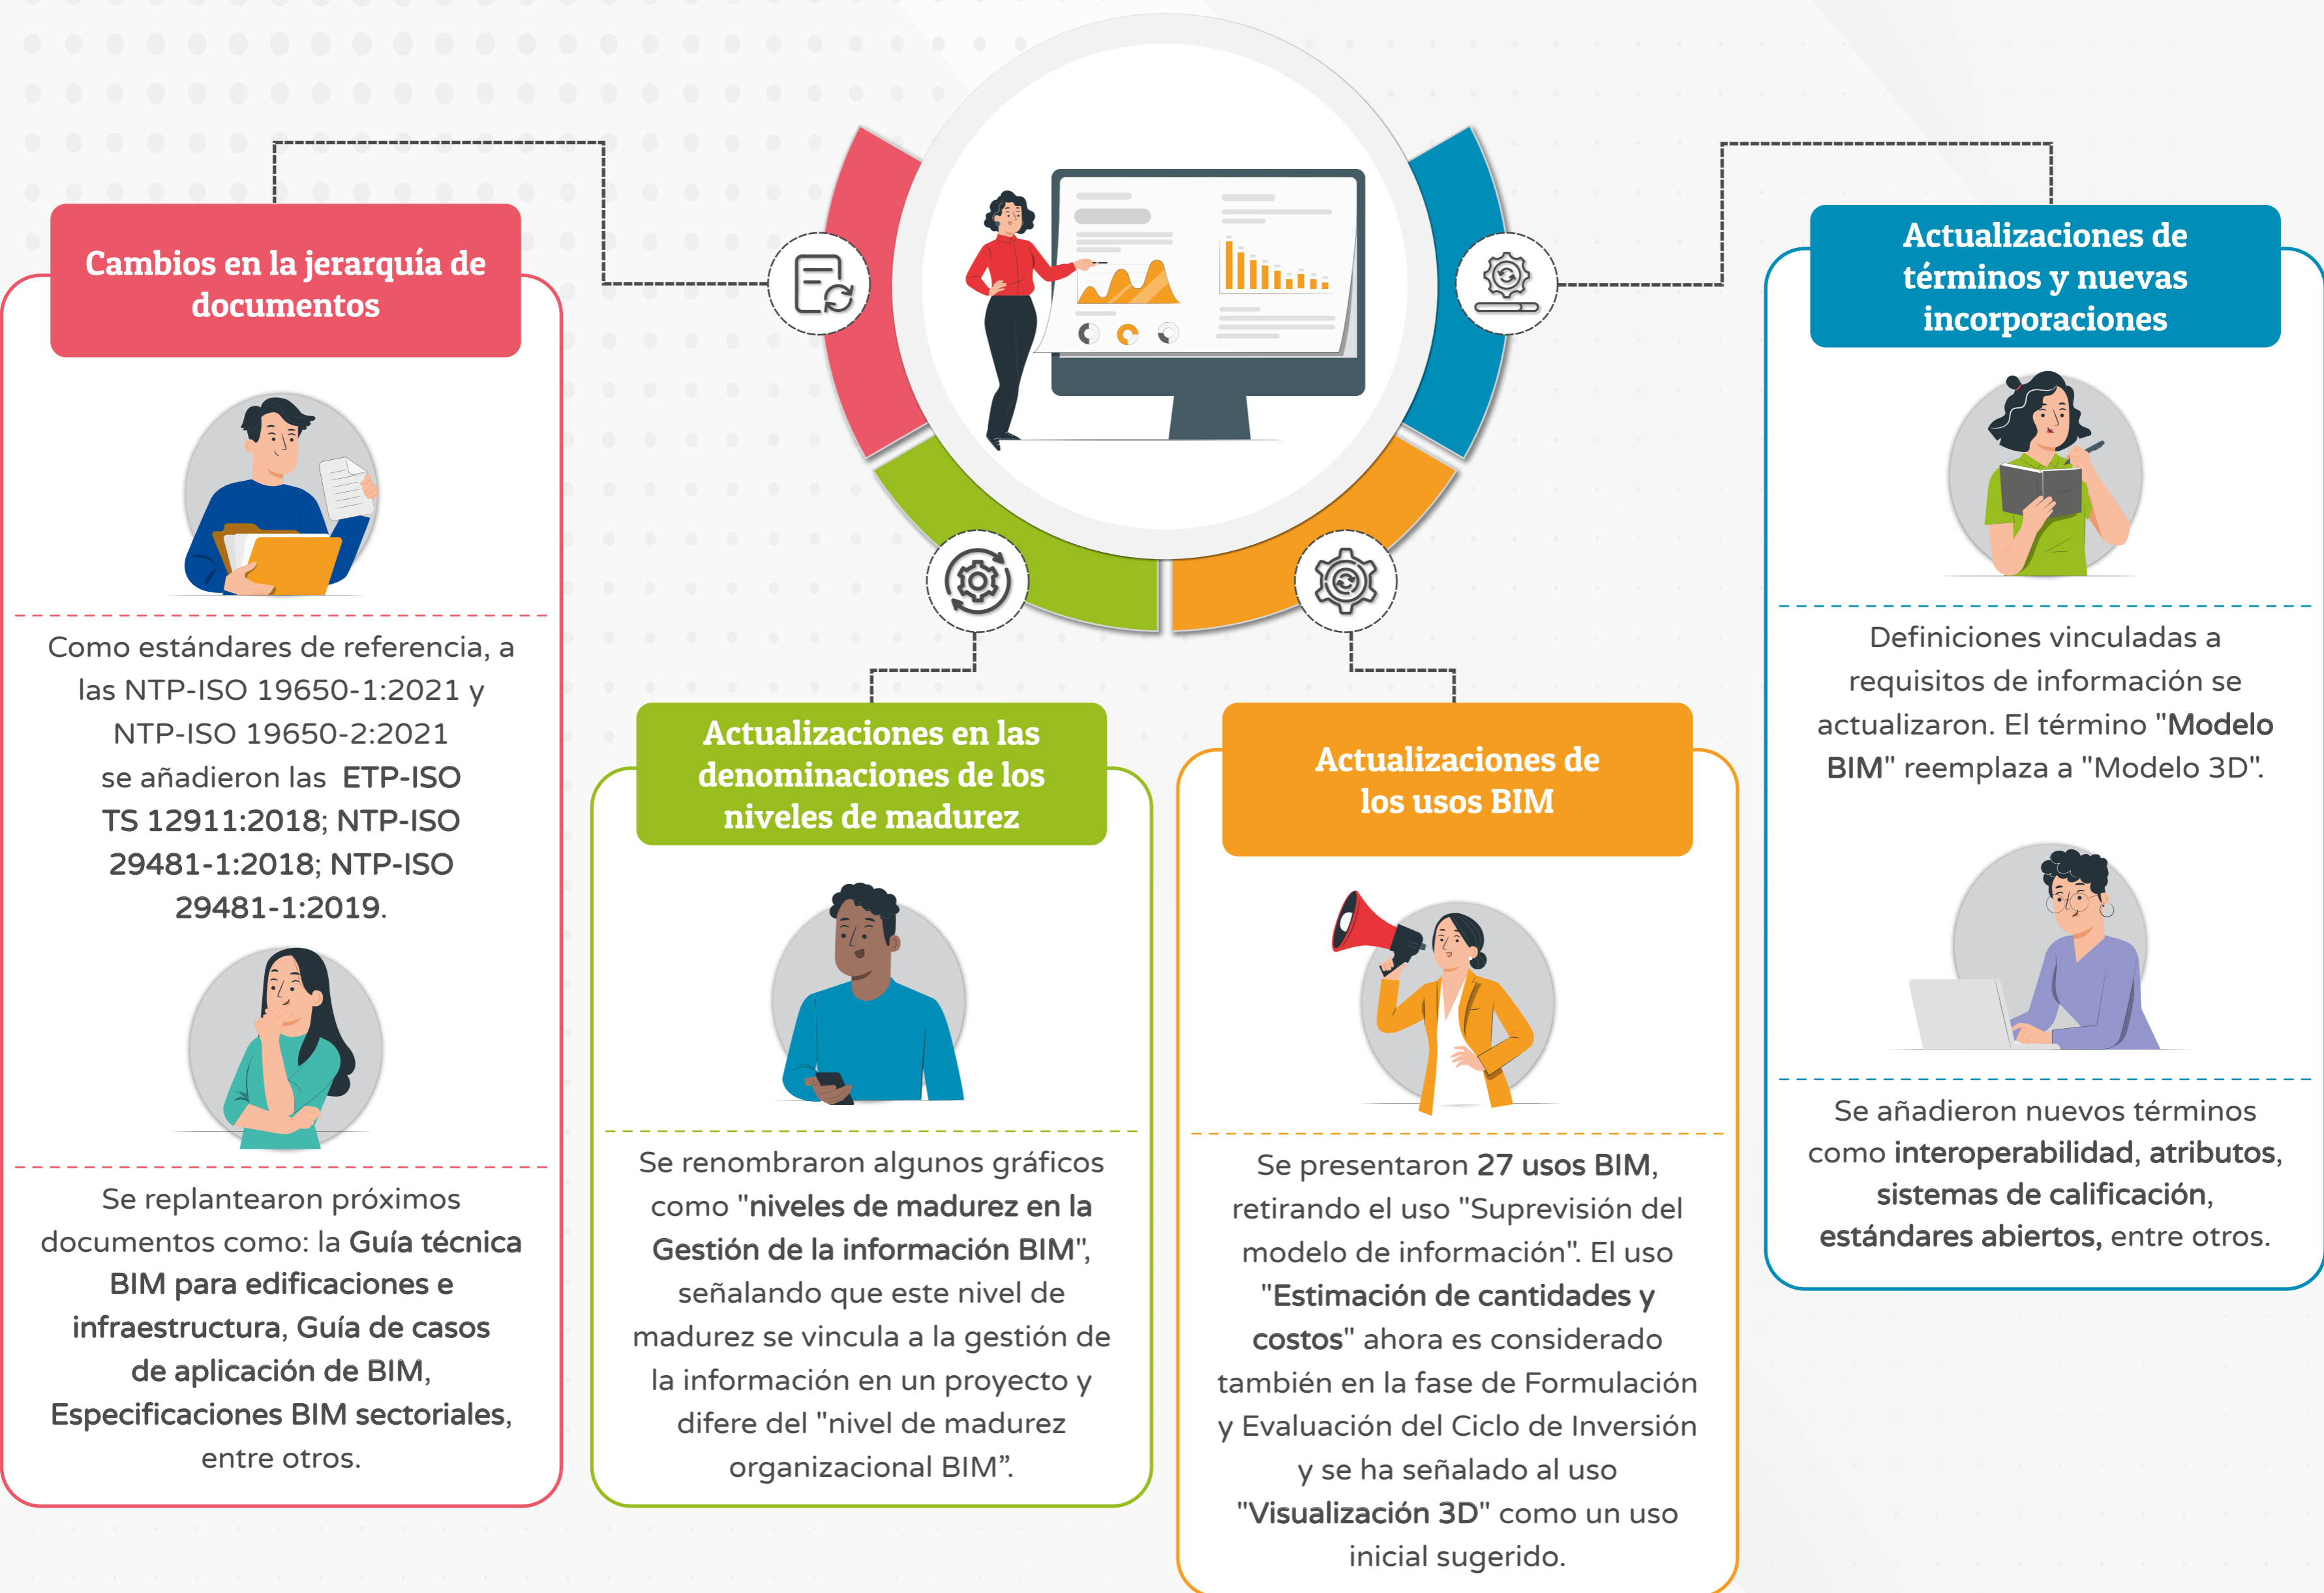 Cambios en la jerarquía de
documentos
Como estándares de referencia, a
las NTP-ISO 19650-1:2021 y
NTP-ISO 19650-2:2021
se añadieron las ETP-ISO
TS 12911:2018; NTP-ISO
29481-1:2018; NTP-ISO
29481-1:2019.
Se replantearon próximos
documentos como: la Guía técnica
BIM para edificaciones e
infraestructura, Guía de casos
de aplicación de BIM,
Especificaciones BIM sectoriales,
entre otros.
Actualizaciones en las
denominaciones de los
niveles de madurez
Se renombraron algunos gráficos
como "niveles de madurez en la
Gestión de la información BIM",
señalando que este nivel de
madurez se vincula a la gestión de
la información en un proyecto y
difere del "nivel de madurez
organizacional BIM”.
Actualizaciones de
los usos BIM
Se presentaron 27 usos BIM,
retirando el uso "Suprevisión del
modelo de información". El uso
"Estimación de cantidades y
costos" ahora es considerado
también en la fase de Formulación
y Evaluación del Ciclo de Inversión
y se ha señalado al uso
"Visualización 3D" como un uso
inicial sugerido.
Actualizaciones de
términos y nuevas
incorporaciones
Definiciones vinculadas a
requisitos de información se
actualizaron. El término "Modelo
BIM" reemplaza a "Modelo 3D".
Se añadieron nuevos términos
como interoperabilidad, atributos,
sistemas de calificación,
estándares abiertos, entre otros.